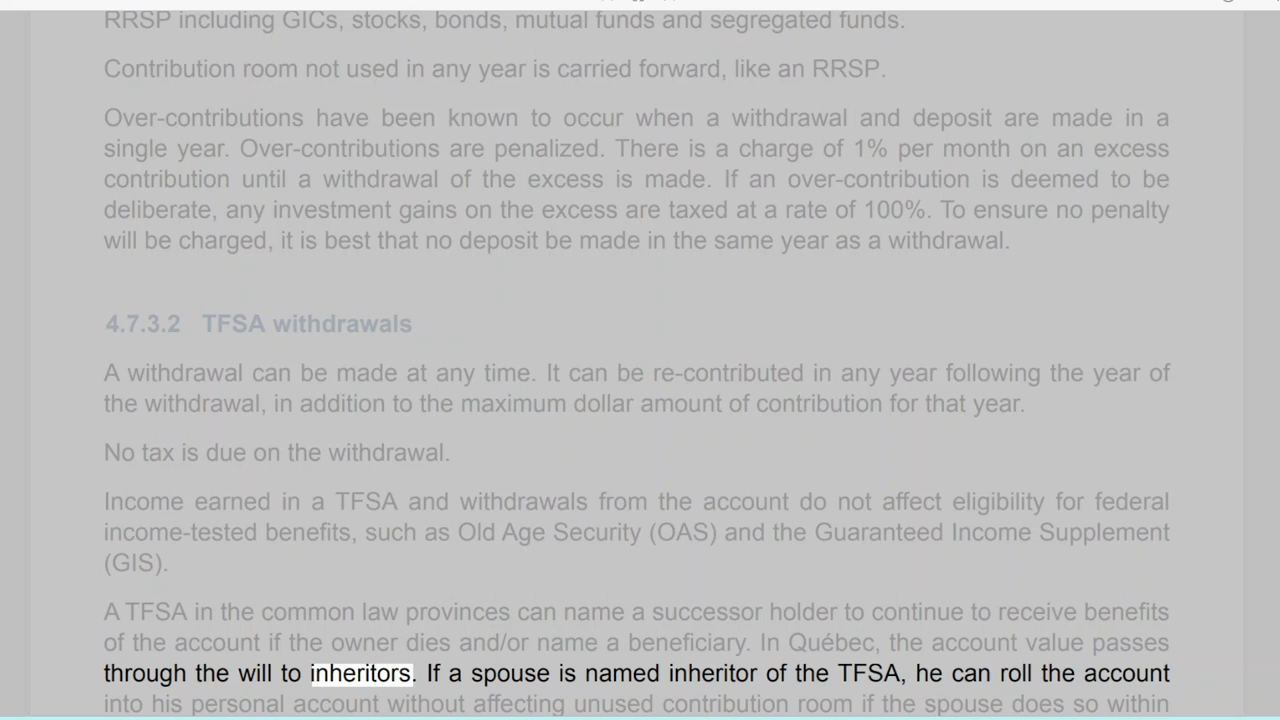 RRSP including GICs, stocks, bonds, mutual funds and segregated funds.
Contribution room not used in any year is carried forward, like an RRSP.
Over-contributions have been known to occur when a withdrawal and deposit are made in a
single year. Over-contributions are penalized. There is a charge of 1% per month on an excess
contribution until a withdrawal of the excess is made. If an over-contribution is deemed to be
deliberate, any investment gains on the excess are taxed at a rate of 100%. To ensure no penalty
will be charged, it is best that no deposit be made in the same year as a withdrawal.
4.7.3.2 TFSA withdrawals
A withdrawal can be made at any time. It can be re-contributed in any year following the year of
the withdrawal, in addition to the maximum dollar amount of contribution for that year.
No tax is due on the withdrawal.
Income earned in a TFSA and withdrawals from the account do not affect eligibility for federal
income-tested benefits, such as Old Age Security (OAS) and the Guaranteed Income Supplement
(GIS).
A TFSA in the common law provinces can name a successor holder to continue to receive benefits
of the account if the owner dies and/or name a beneficiary. In Québec, the account value passes
through the will to inheritors. If a spouse is named inheritor of the TFSA, he can roll the account
into his personal account without affecting unused contribution room if the spouse does so within